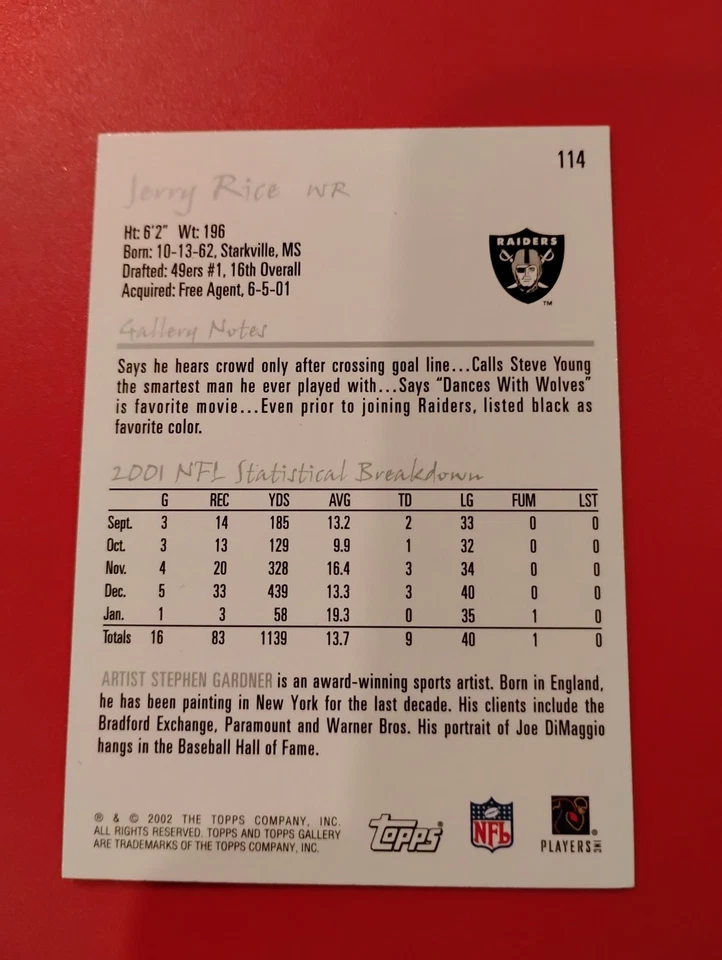 114
Jerry Rice WR
Ht: 6'2" Wt: 196
Born: 10-13-62, Starkville, MS
Drafted: 49ers #1, 16th Overall
Acquired: Free Agent, 6-5-01
RAIDERS
TM
Gallery Notes
Says he hears crowd only after crossing goal line...Calls Steve Young
the smartest man he ever played with...Says "Dances With Wolves"
is favorite movie...Even prior to joining Raiders, listed black as
favorite color.
2001 NFL Statistical Breakdown
G REC YDS AVG TD LG FUM LST
Sept. 3 14 185 13.2 2 33 0 0
Oct. 3 13 129 9.9 1 32 0 0
Nov. 4 20 328 16.4 3 34 0 0
Dec. 5 33 439 13.3 3 40 0 0
Jan. 1 3 58 19.3 0 35 1 0
Totals 16 83 1139 13.7 9 40 1 0
ARTIST STEPHEN GARDNER is an award-winning sports artist. Born in England,
he has been painting in New York for the last decade. His clients include the
Bradford Exchange, Paramount and Warner Bros. His portrait of Joe DiMaggio
hangs in the Baseball Hall of Fame.
® & © 2002 THE TOPPS COMPANY, INC.
ALL RIGHTS RESERVED. TOPPS AND TOPPS GALLERY
ARE TRADEMARKS OF THE TOPPS COMPANY, INC.
TOPPS®
NFL
PLAYERS INC